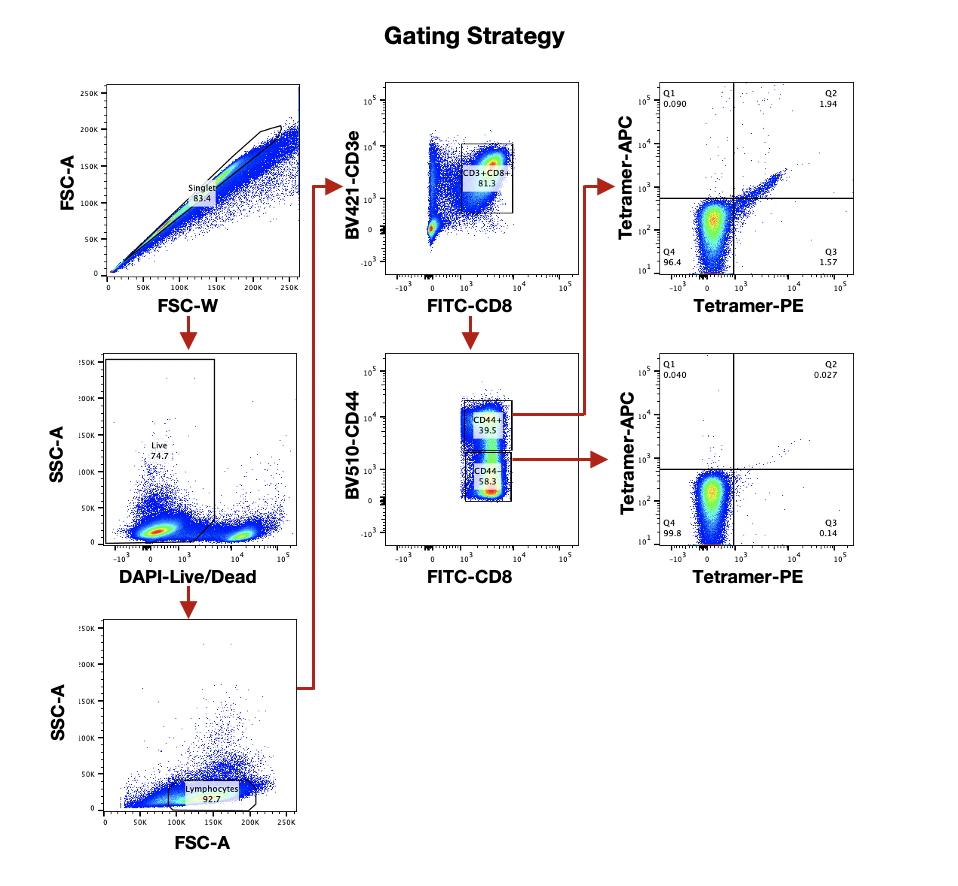 Gating Strategy
FSC-A
250K
200K
150K
100K
50K
0
Singlet
83.4
0 50K 100K 150K 200K 250K
FSC-W
BV421-CD3e
10^5
10^4
10^3
0
-10^3
CD3+CD8+
81.3
-10^3 10^3 10^4 10^5
FITC-CD8
Tetramer-APC
10^5
10^4
10^3
10^2
10^1
Q1
0.090
Q2
1.94
Q4
96.4
Q3
1.57
-10^3 10^3 10^4 10^5
Tetramer-PE
SSC-A
250K
200K
150K
100K
50K
0
Live
74.7
-10^3 10^3 10^4 10^5
DAPI-Live/Dead
BV510-CD44
10^5
10^4
10^3
0
-10^3
CD44+
39.5
CD44-
58.3
-10^3 10^3 10^4 10^5
FITC-CD8
Tetramer-APC
10^5
10^4
10^3
10^2
10^1
Q1
0.040
Q2
0.027
Q4
99.8
Q3
0.14
-10^3 10^3 10^4 10^5
Tetramer-PE
SSC-A
250K
200K
150K
100K
50K
0
Lymphocytes
92.7
0 50K 100K 150K 200K 250K
FSC-A